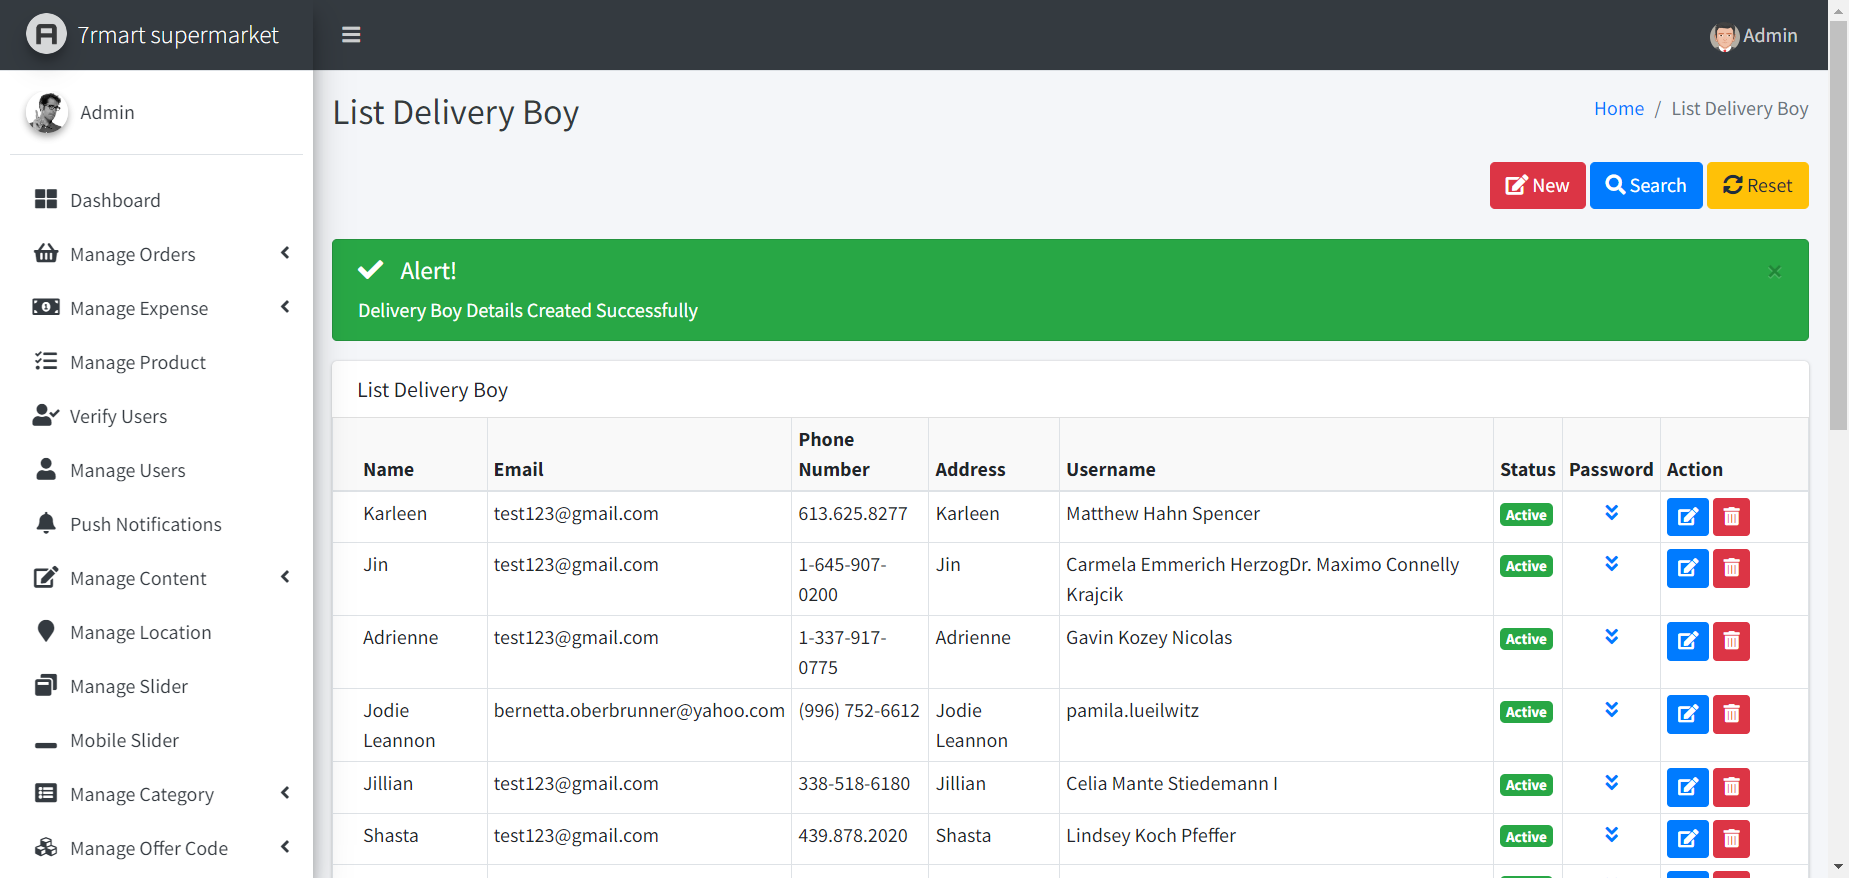 7rmart supermarket
Admin
Admin
List Delivery Boy
Home / List Delivery Boy
New
Search
Reset
Dashboard
Manage Orders
Manage Expense
Manage Product
Verify Users
Manage Users
Push Notifications
Manage Content
Manage Location
Manage Slider
Mobile Slider
Manage Category
Manage Offer Code
Alert!
×
Delivery Boy Details Created Successfully
List Delivery Boy
Name Email Phone Number Address Username Status Password Action
Karleen test123@gmail.com 613.625.8277 Karleen Matthew Hahn Spencer Active
Jin test123@gmail.com 1-645-907- Jin Carmela Emmerich HerzogDr. Maximo Connelly Active
0200 Krajcik
Adrienne test123@gmail.com 1-337-917- Adrienne Gavin Kozey Nicolas Active
0775
Jodie bernetta.oberbrunner@yahoo.com (996) 752-6612 Jodie pamila.lueilwitz Active
Leannon Leannon
Jillian test123@gmail.com 338-518-6180 Jillian Celia Mante Stiedemann I Active
Shasta test123@gmail.com 439.878.2020 Shasta Lindsey Koch Pfeffer Active